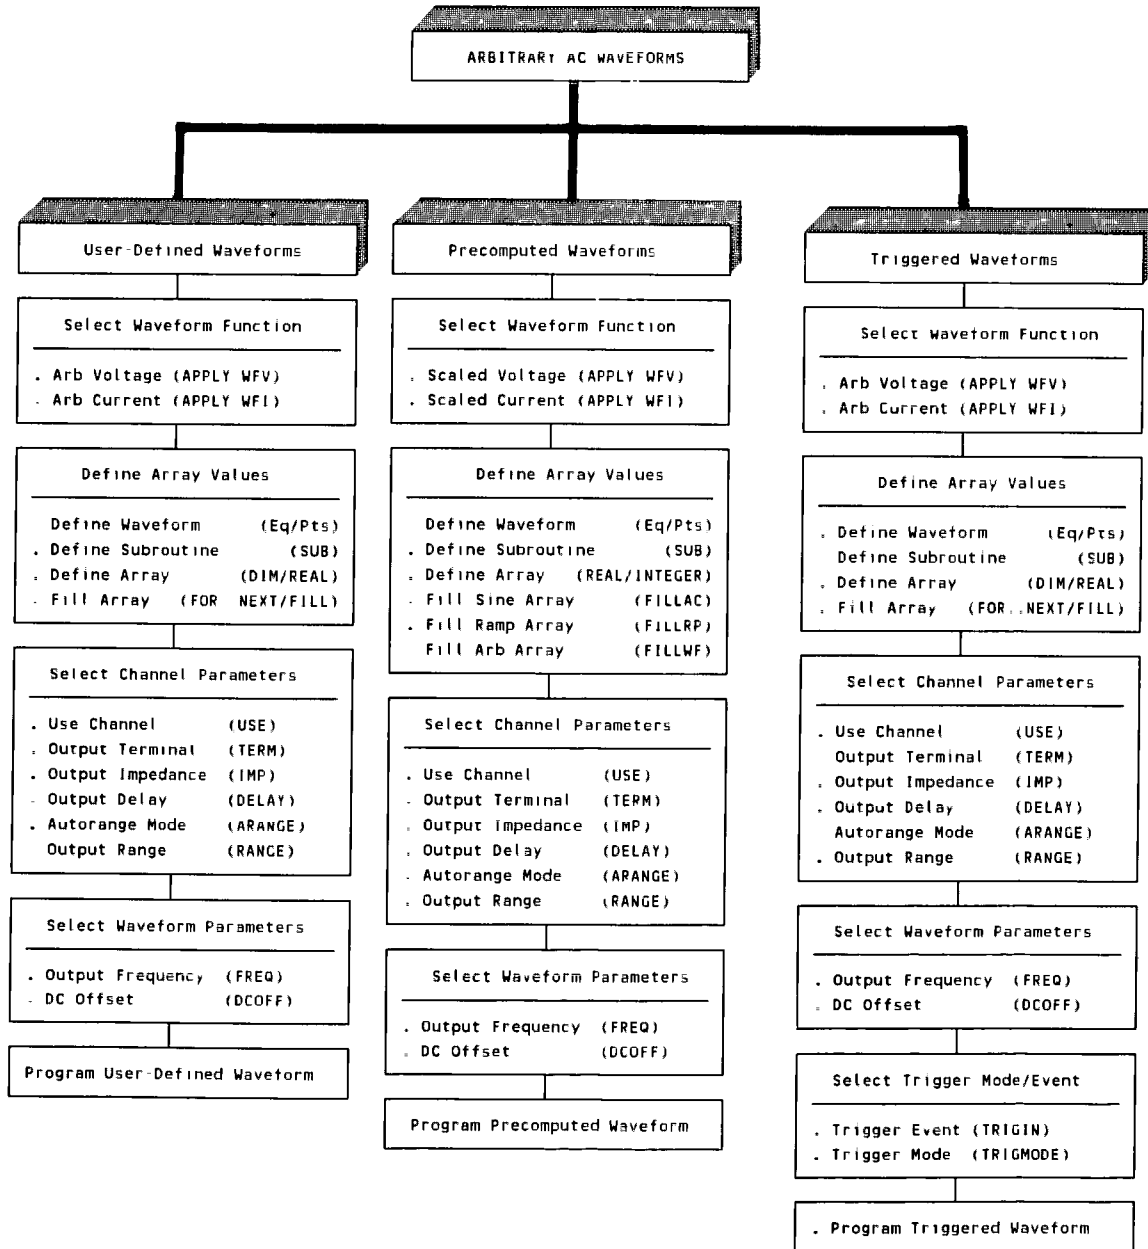 ARBITRARY AC WAVEFORMS
User-Defined Waveforms
Select Waveform Function
. Arb Voltage (APPLY WFV)
. Arb Current (APPLY WFI)
Define Array Values
Define Waveform (Eq/Pts)
. Define Subroutine (SUB)
. Define Array (DIM/REAL)
. Fill Array (FOR NEXT/FILL)
Select Channel Parameters
. Use Channel (USE)
. Output Terminal (TERM)
. Output Impedance (IMP)
. Output Delay (DELAY)
. Autorange Mode (ARANGE)
Output Range (RANGE)
Select Waveform Parameters
. Output Frequency (FREQ)
. DC Offset (DCOFF)
Program User-Defined Waveform
Precomputed Waveforms
Select Waveform Function
. Scaled Voltage (APPLY WFV)
. Scaled Current (APPLY WFI)
Define Array Values
Define Waveform (Eq/Pts)
. Define Subroutine (SUB)
. Define Array (REAL/INTEGER)
. Fill Sine Array (FILLAC)
. Fill Ramp Array (FILLRP)
Fill Arb Array (FILLWF)
Select Channel Parameters
. Use Channel (USE)
. Output Terminal (TERM)
. Output Impedance (IMP)
. Output Delay (DELAY)
. Autorange Mode (ARANGE)
. Output Range (RANGE)
Select Waveform Parameters
. Output Frequency (FREQ)
. DC Offset (DCOFF)
Program Precomputed Waveform
Triggered Waveforms
Select Waveform Function
. Arb Voltage (APPLY WFV)
. Arb Current (APPLY WFI)
Define Array Values
. Define Waveform (Eq/Pts)
Define Subroutine (SUB)
. Define Array (DIM/REAL)
. Fill Array (FOR..NEXT/FILL)
Select Channel Parameters
. Use Channel (USE)
Output Terminal (TERM)
. Output Impedance (IMP)
. Output Delay (DELAY)
Autorange Mode (ARANGE)
. Output Range (RANGE)
Select Waveform Parameters
. Output Frequency (FREQ)
. DC Offset (DCOFF)
Select Trigger Mode/Event
. Trigger Event (TRIGIN)
. Trigger Mode (TRIGMODE)
. Program Triggered Waveform